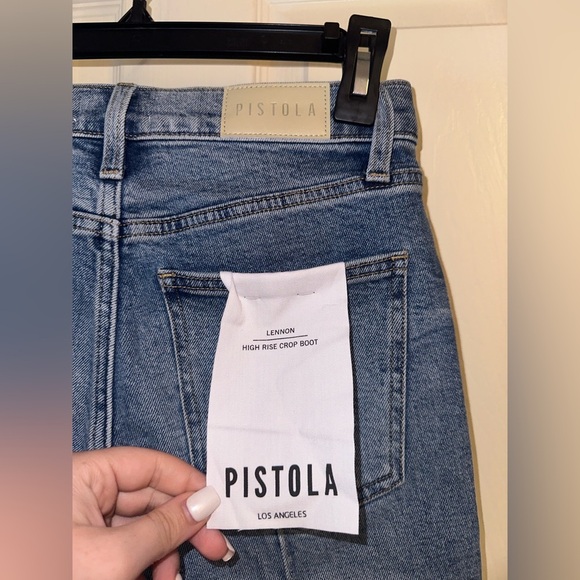 PISTOLA
LENNON
HIGH RISE CROP BOOT
PISTOLA
LOS ANGELES